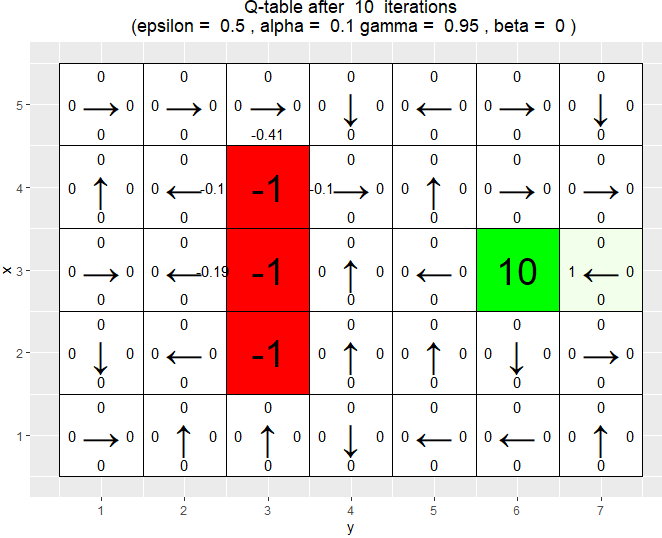 Q-table after 10 iterations
(epsilon = 0.5 , alpha = 0.1 gamma = 0.95 , beta = 0 )
0 0 0 0 0 0 0
5 0 0 0 0 0 0 0 0 0 0 0 0 0 0
0 0 -0.41 0 0 0 0
0 0 0 0 0 0
4 0 0 0 -0.1 -1 -0.1 0 0 0 0 0 0 0
0 0 0 0 0 0
0 0 0 0 0
x 3 0 0 0 -0.19 -1 0 0 0 0 10 1 0
0 0 0 0 0
0 0 0 0 0 0
2 0 0 0 0 -1 0 0 0 0 0 0 0 0
0 0 0 0 0 0
0 0 0 0 0 0 0
1 0 0 0 0 0 0 0 0 0 0 0 0 0 0
0 0 0 0 0 0 0
1 2 3 4 5 6 7
y